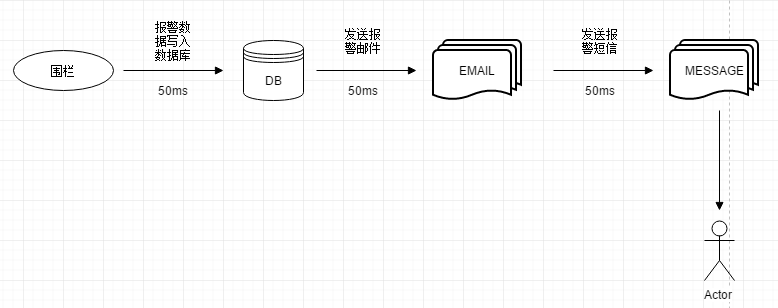 报警数
据写入
数据库
发送报
警邮件
发送报
警短信
围栏
DB
EMAIL
MESSAGE
50ms
50ms
50ms
Actor